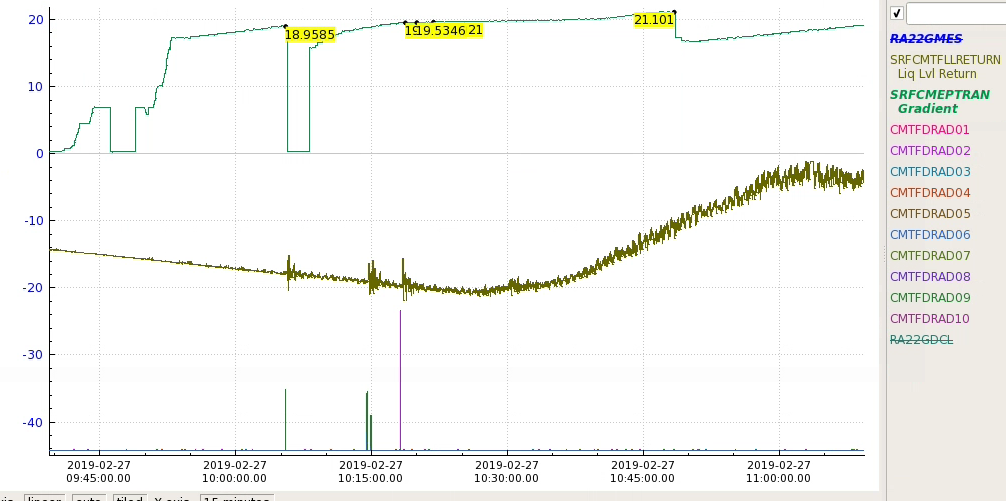 20
10
0
-10
-20
-30
-40
18.9585
19.5346 21
21.101
2019-02-27
09:45:00.00
2019-02-27
10:00:00.00
2019-02-27
10:15:00.00
2019-02-27
10:30:00.00
2019-02-27
10:45:00.00
2019-02-27
11:00:00.00
RA22GMES
SRFCMTFLLRETURN
Liq Lvl Return
SRFCMEPTRAN
Gradient
CMTFDRAD01
CMTFDRAD02
CMTFDRAD03
CMTFDRAD04
CMTFDRAD05
CMTFDRAD06
CMTFDRAD07
CMTFDRAD08
CMTFDRAD09
CMTFDRAD10
RA22GDCL
linear auto tiled X-axis 15 minutes